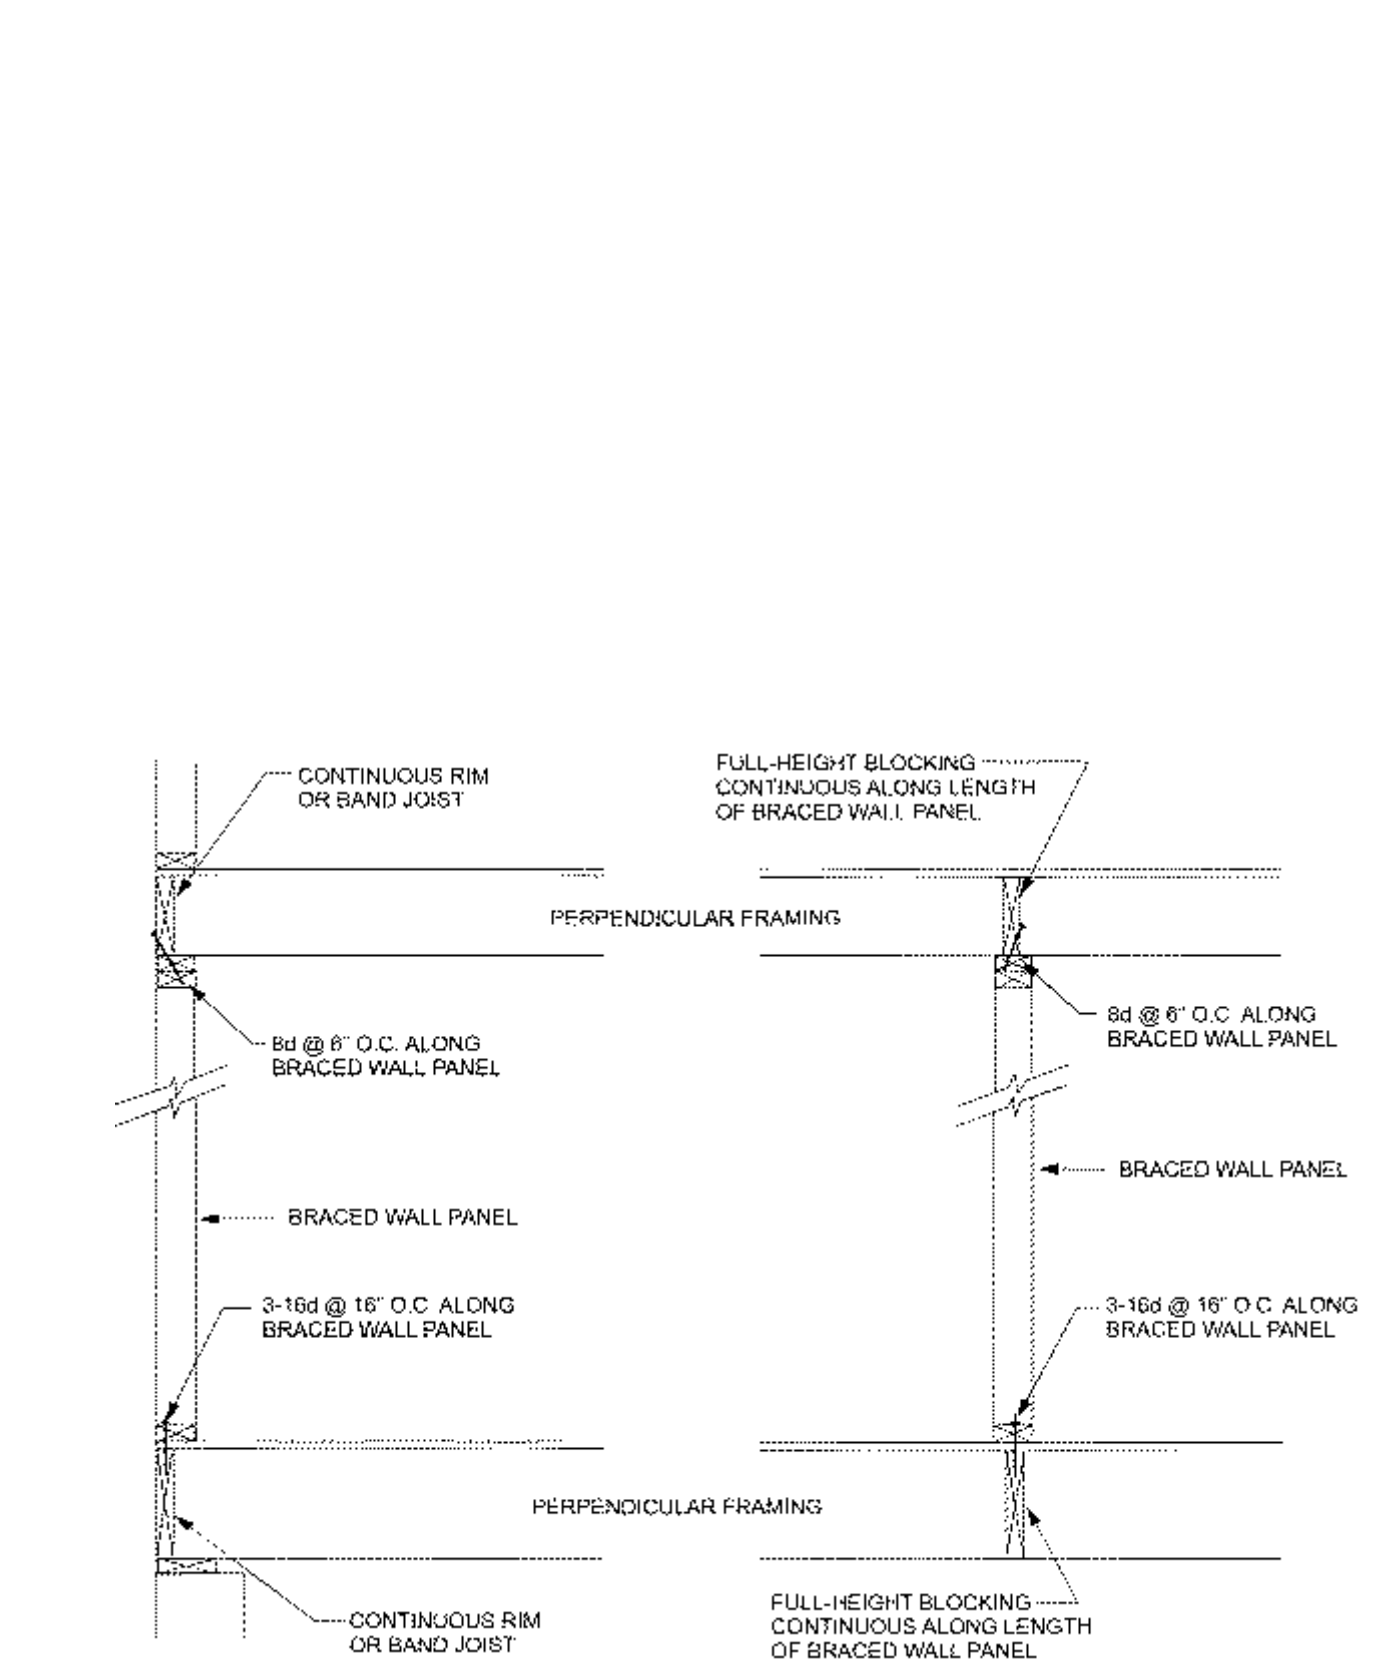 CONTINUOUS RIM
OR BAND JOIST
FULL-HEIGHT BLOCKING
CONTINUOUS ALONG LENGTH
OF BRACED WALL PANEL
PERPENDICULAR FRAMING
8d @ 6" O.C. ALONG
BRACED WALL PANEL
8d @ 6" O.C. ALONG
BRACED WALL PANEL
BRACED WALL PANEL
BRACED WALL PANEL
3-16d @ 16" O.C. ALONG
BRACED WALL PANEL
3-16d @ 16" O.C. ALONG
BRACED WALL PANEL
PERPENDICULAR FRAMING
CONTINUOUS RIM
OR BAND JOIST
FULL-HEIGHT BLOCKING
CONTINUOUS ALONG LENGTH
OF BRACED WALL PANEL